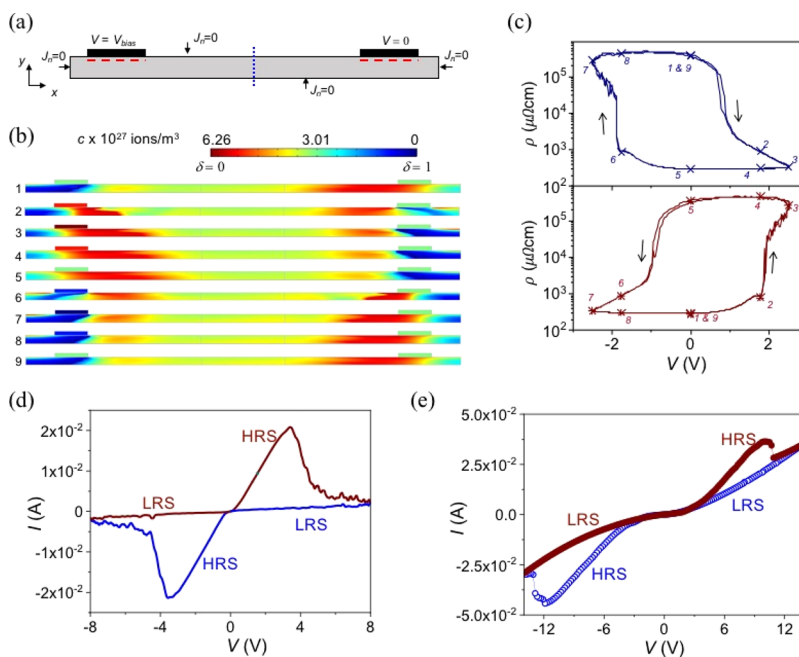 (a)
V = V_bias
V = 0
J_n=0
J_n=0
J_n=0
J_n=0
y
x
(b)
c x 10^27 ions/m^3
6.26
3.01
0
δ = 0
δ = 1
1
2
3
4
5
6
7
8
9
(c)
10^5
10^4
10^3
10^2
ρ (μΩcm)
7
8
1 & 9
2
3
4
5
6
10^5
10^4
10^3
10^2
ρ (μΩcm)
5
4
3
6
7
8
1 & 9
2
-2
0
2
V (V)
(d)
2x10^-2
1x10^-2
0
-1x10^-2
-2x10^-2
I (A)
HRS
LRS
LRS
HRS
-8
-4
0
4
8
V (V)
(e)
5.0x10^-2
2.5x10^-2
0.0
-2.5x10^-2
-5.0x10^-2
I (A)
HRS
LRS
LRS
HRS
-12
-6
0
6
12
V (V)